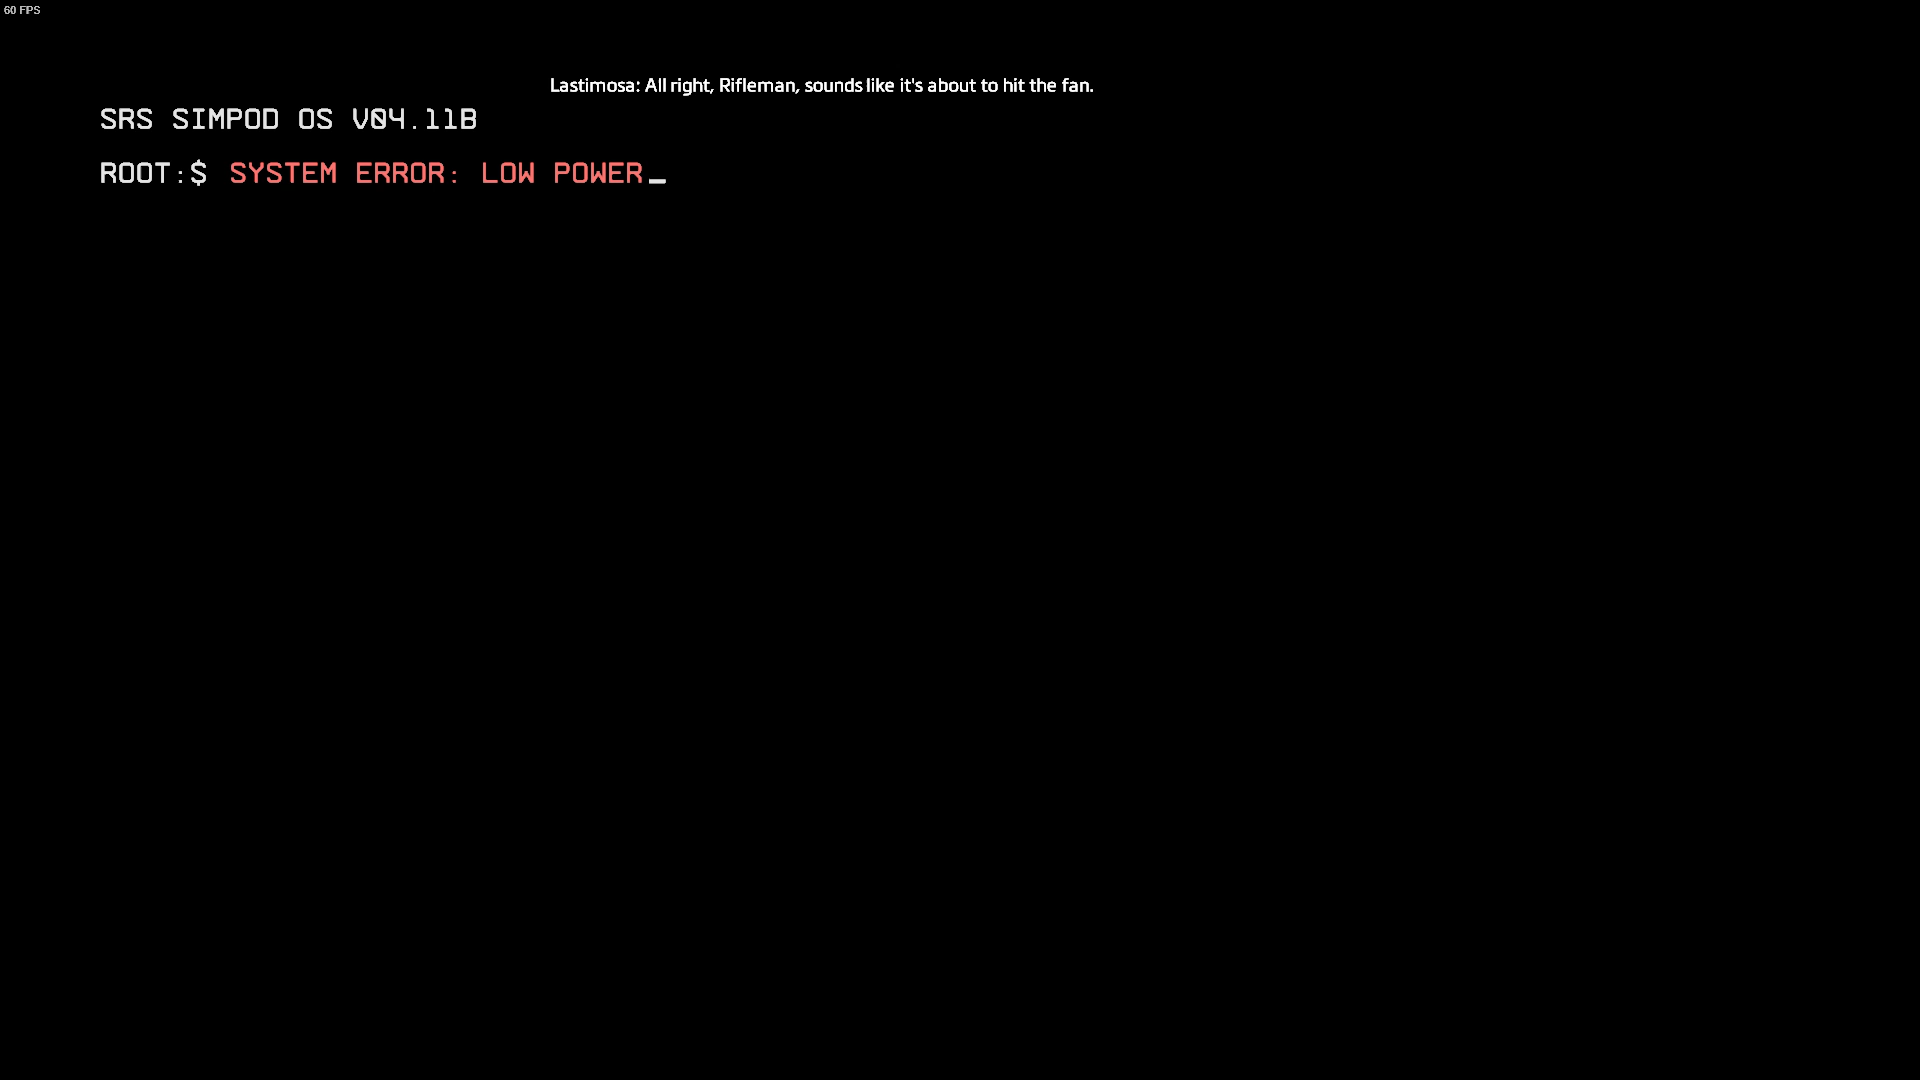 60 FPS
Lastimosa: All right, Rifleman, sounds like it's about to hit the fan.
SRS SIMPOD OS V04.11B
ROOT:$ SYSTEM ERROR: LOW POWER_